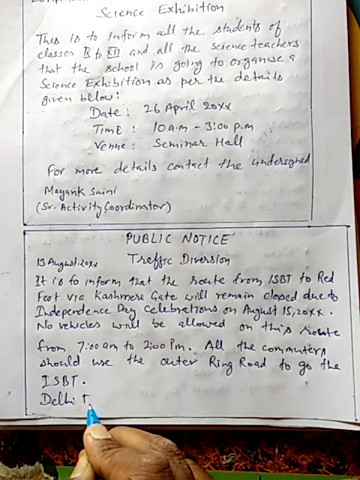 Science Exhibition
This is to inform all the students of
classes X to XII and all the science teachers
that the school is going to organise a
Science Exhibition as per the details
given bllow:
Date : 26 April 20xx
Time : 10 a.m - 3:00 p.m
Venue : Seminar Hall
For more details contact the undersigned
Mayank Saini
(Sr. Activity Coordinator)
PUBLIC NOTICE
13 August 20xx Traffic Diversion
It is to inform that the route from ISBT to Red
Fort via Kashmere Gate will remain closed due to
Independence Day Celebrations on August 15, 20xx.
No vehicles will be allowed on this route
from 7:00 am to 2:00 Pm. All the commuters
should use the outer Ring Road to go the
ISBT.
Delhi T